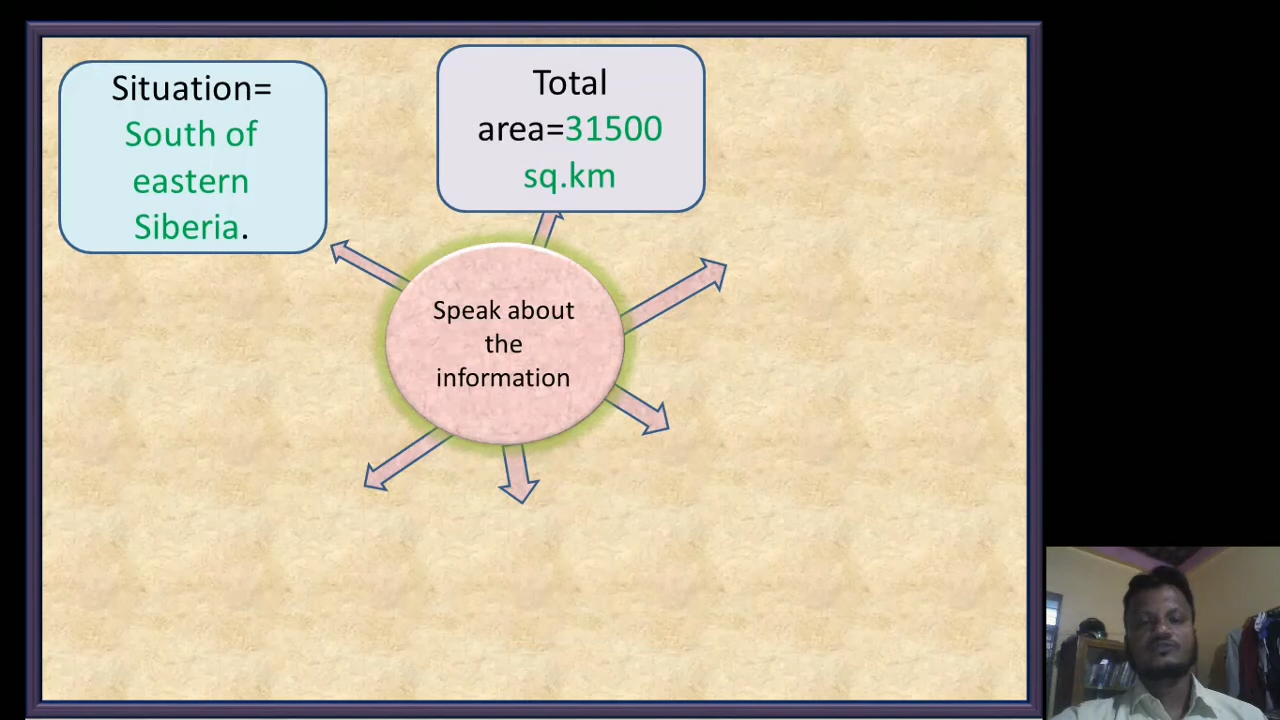 Situation=
South of
eastern
Siberia.
Total
area=31500
sq.km
Speak about
the
information